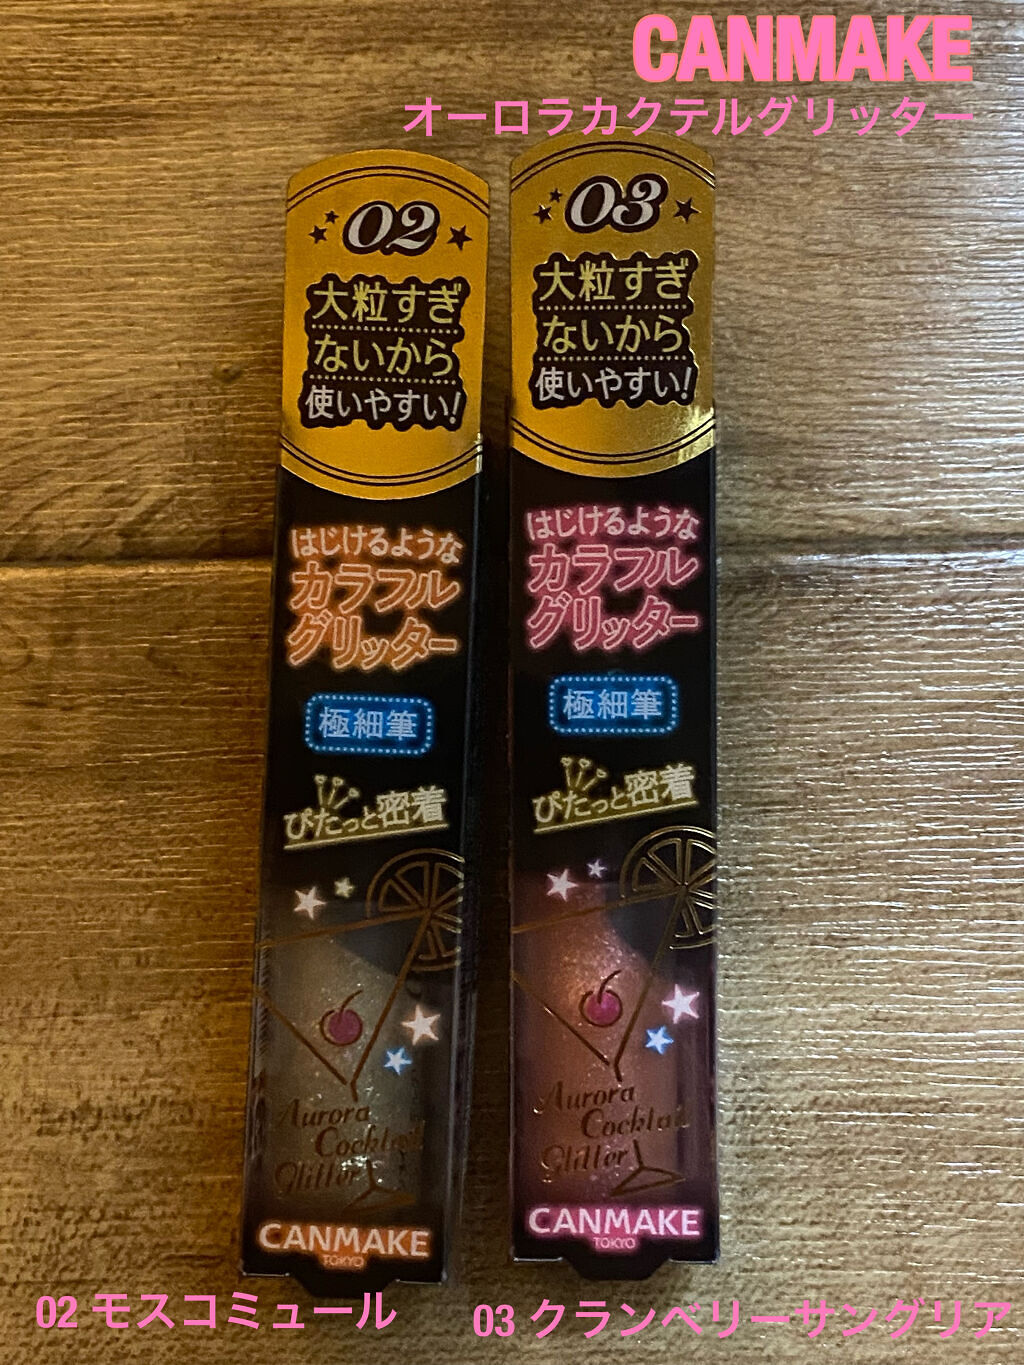 CANMAKE
オーロラカクテルグリッター
02
大粒すぎ
ないから
使いやすい!
はじけるような
カラフル
グリッター
極細筆
ぴたっと密着
Aurora
Cocktail
Glitter
CANMAKE
TOKYO
03
大粒すぎ
ないから
使いやすい!
はじけるような
カラフル
グリッター
極細筆
ぴたっと密着
Aurora
Cocktail
Glitter
CANMAKE
TOKYO
02 モスコミュール
03 クランベリーサングリア